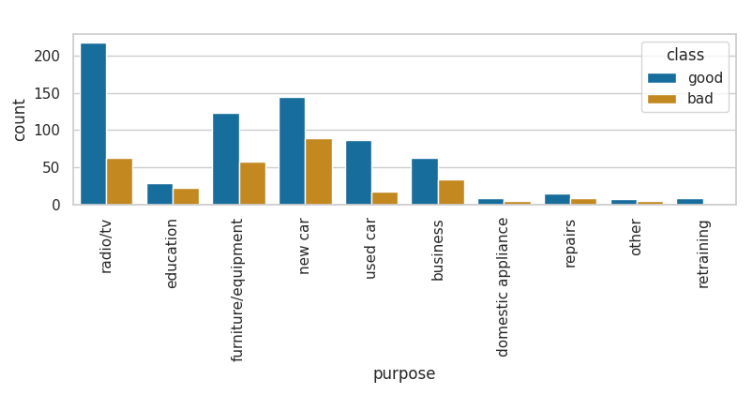 200
150
100
50
0
count
class
good
bad
radio/tv
education
furniture/equipment
new car
used car
business
domestic appliance
repairs
other
retraining
purpose